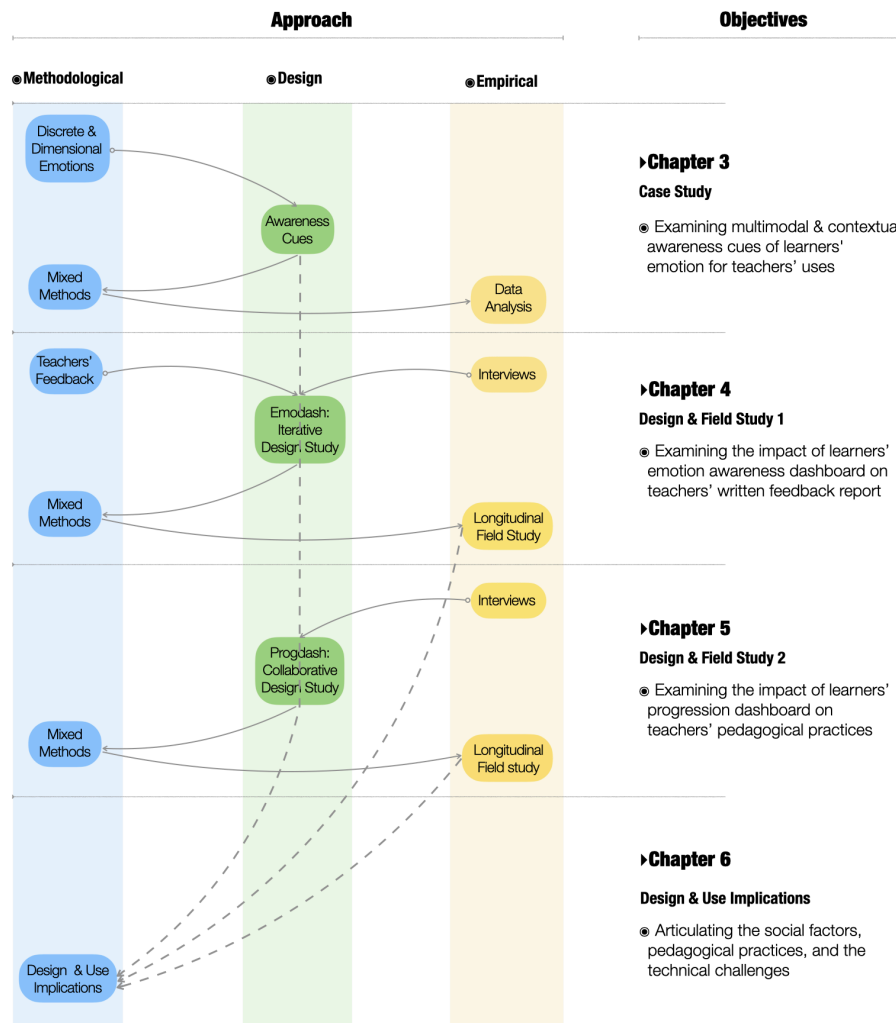 Approach
Objectives
◉Methodological
◉Design
◉Empirical
Discrete &
Dimensional
Emotions
Awareness
Cues
Mixed
Methods
Data
Analysis
▸Chapter 3
Case Study
◉ Examining multimodal & contextua
awareness cues of learners'
emotion for teachers’ uses
Teachers’
Feedback
Interviews
Emodash:
Iterative
Design Study
Mixed
Methods
Longitudinal
Field Study
▸Chapter 4
Design & Field Study 1
◉ Examining the impact of learners’
emotion awareness dashboard on
teachers’ written feedback report
Interviews
Progdash:
Collaborative
Design Study
Mixed
Methods
Longitudinal
Field study
▸Chapter 5
Design & Field Study 2
◉ Examining the impact of learners’
progression dashboard on
teachers’ pedagogical practices
Design & Use
Implications
▸Chapter 6
Design & Use Implications
◉ Articulating the social factors,
pedagogical practices, and the
technical challenges